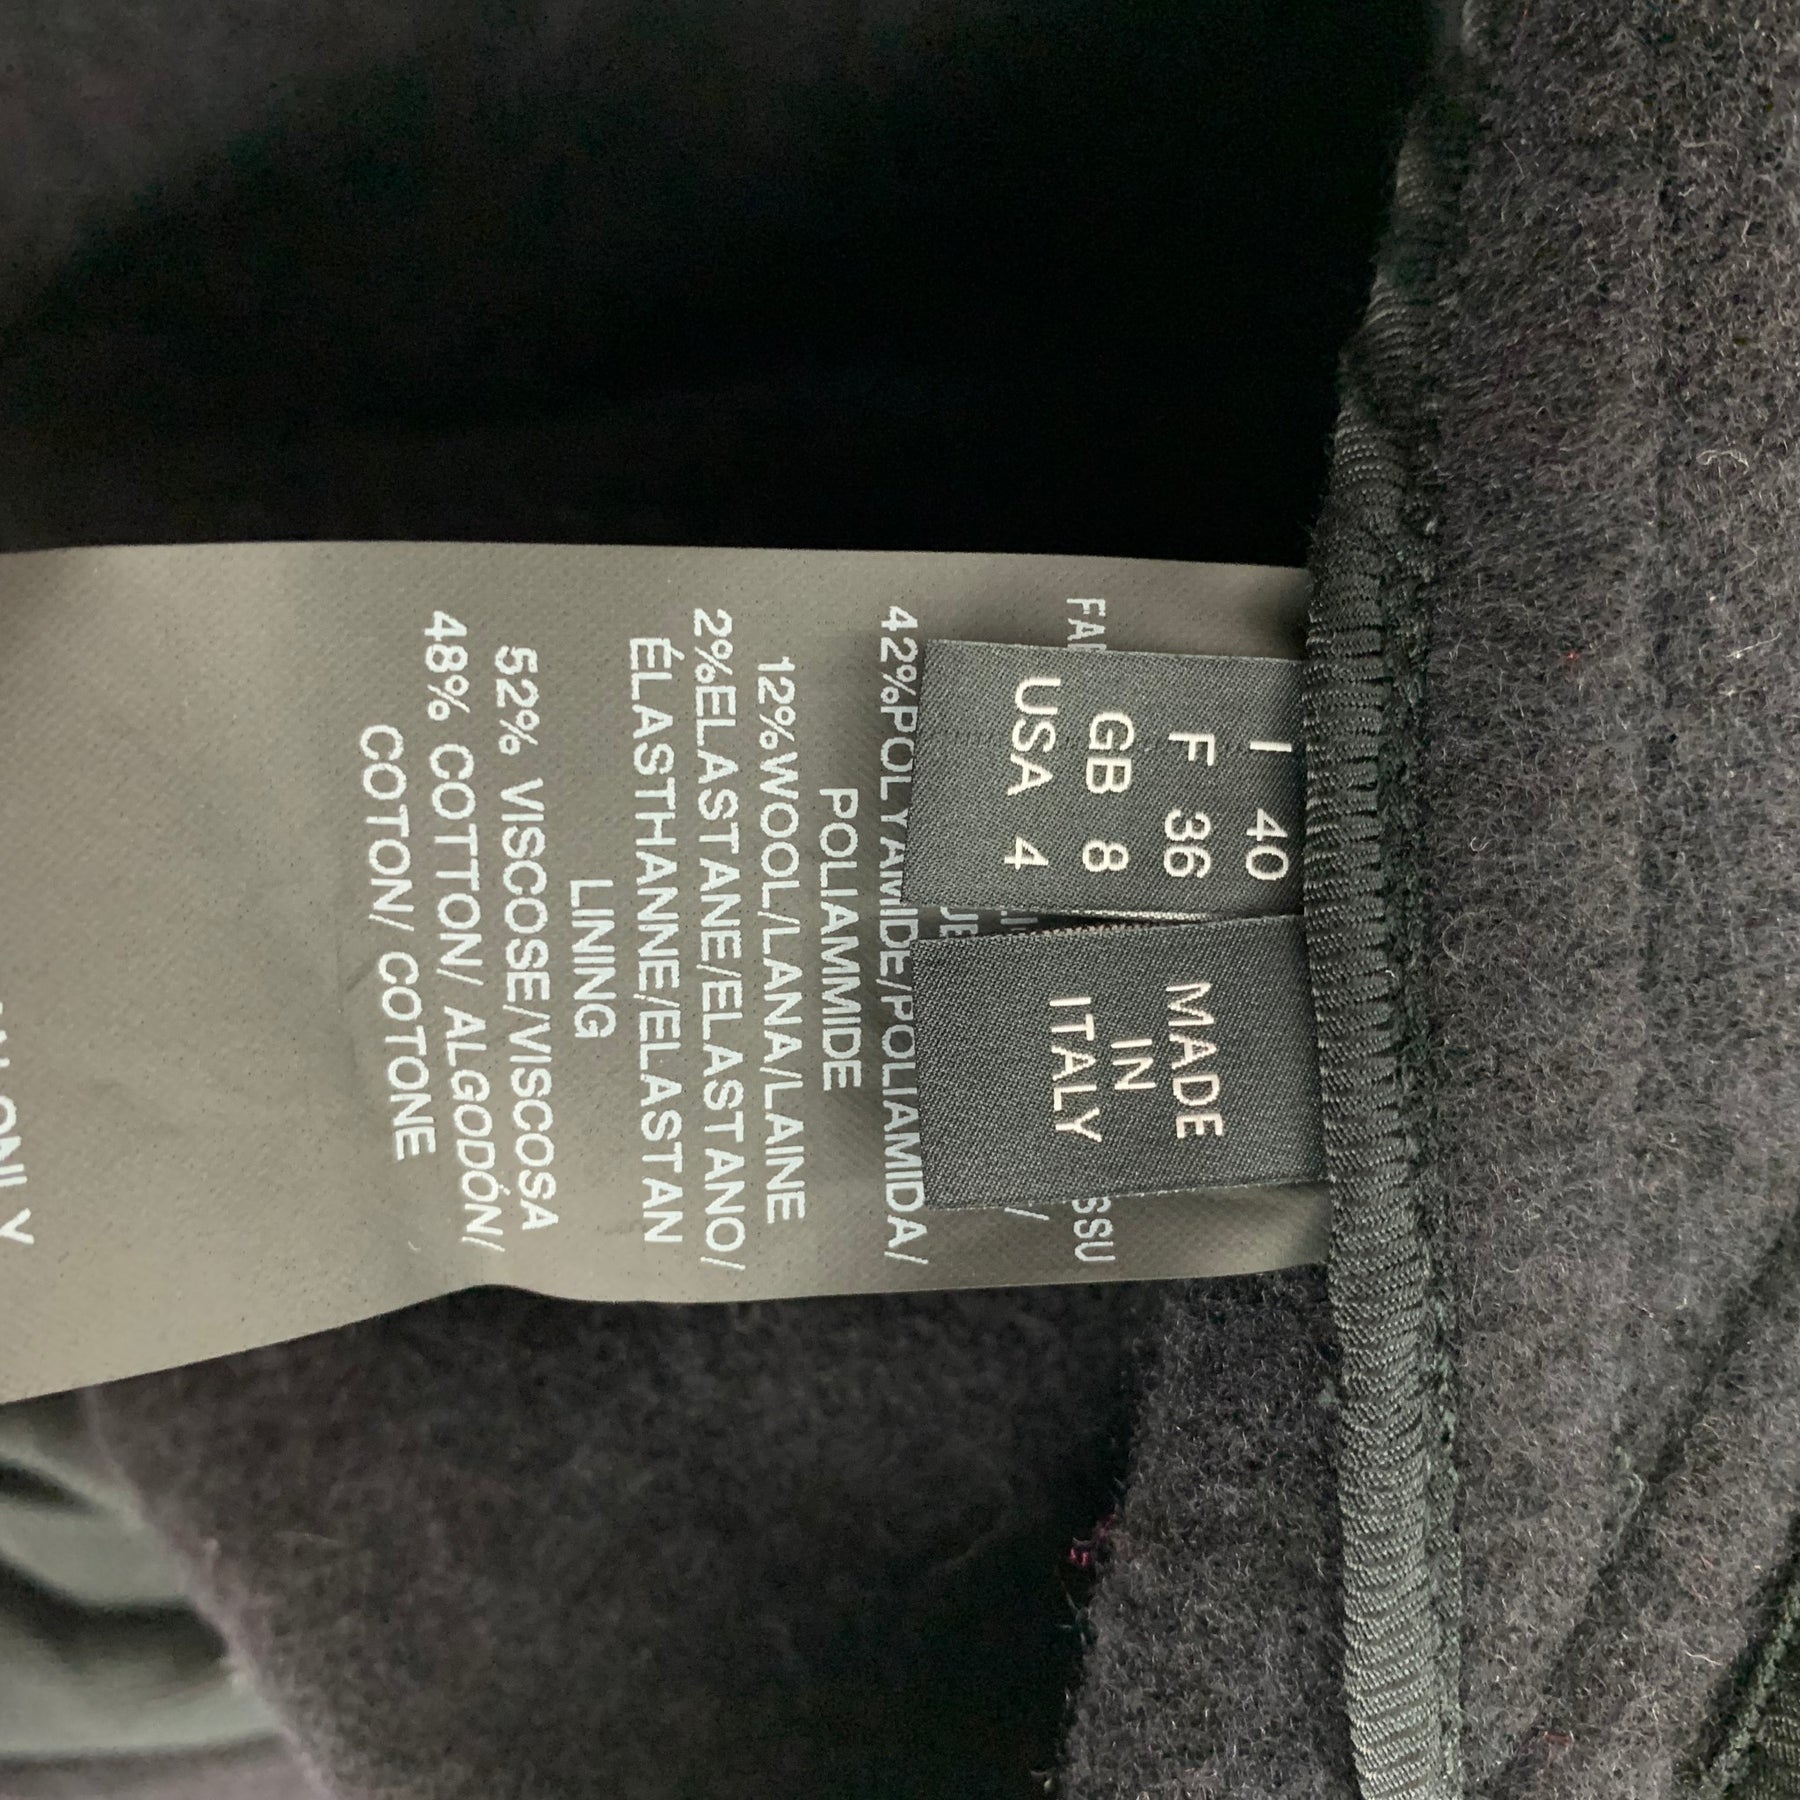 I 40
F 36
GB 8
USA 4
MADE
IN
ITALY
42%POLYAMIDE/POLIAMIDA/
POLIAMMIDE
12%WOOL/LANA/LAINE
2%ELASTANE/ELASTANO/
ÉLASTHANNE/ELASTAN
LINING
52% VISCOSE/VISCOSA
48% COTTON/ ALGODÓN/
COTON/ COTONE